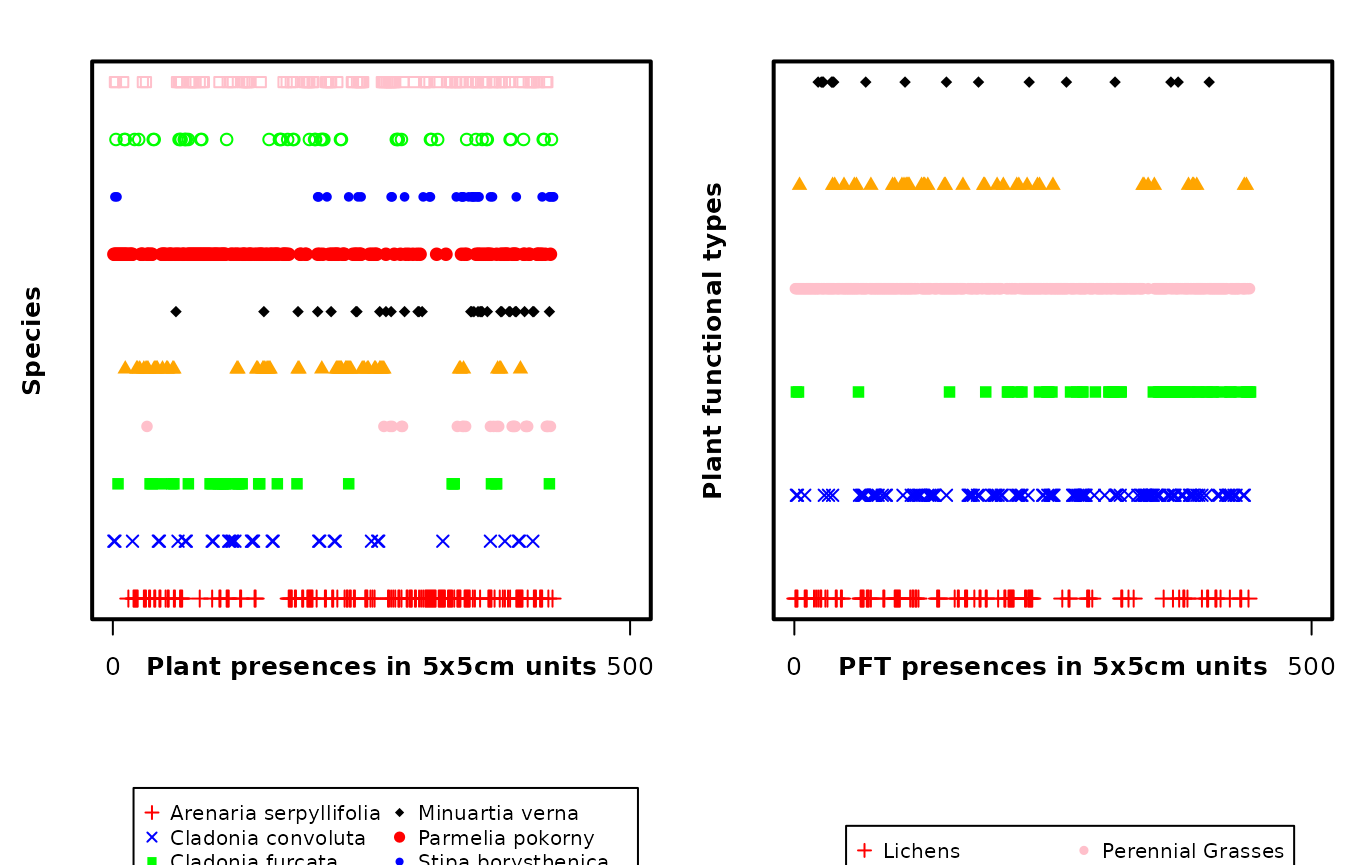 Species
0 Plant presences in 5x5cm units 500
Plant functional types
0 PFT presences in 5x5cm units 500
Arenaria serpyllifolia Minuartia verna
Cladonia convoluta Parmelia pokorny
Cladonia furcata Stipa borysthenica
Lichens Perennial Grasses